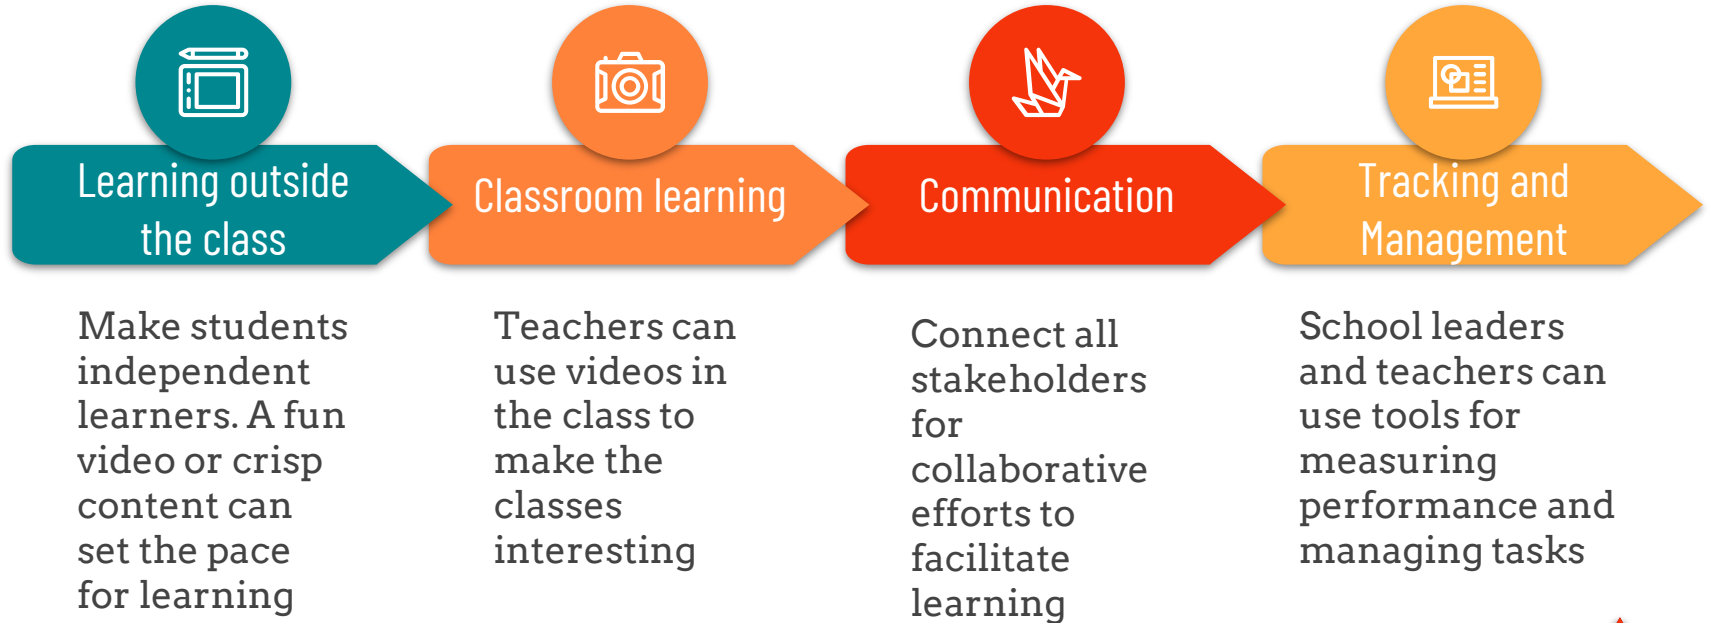 Learning outside
the class
Make students
independent
learners. A fun
video or crisp
content can
set the pace
for learning
Classroom learning
Teachers can
use videos in
the class to
make the
classes
interesting
Communication
Connect all
stakeholders
for
collaborative
efforts to
facilitate
learning
Tracking and
Management
School leaders
and teachers can
use tools for
measuring
performance and
managing tasks